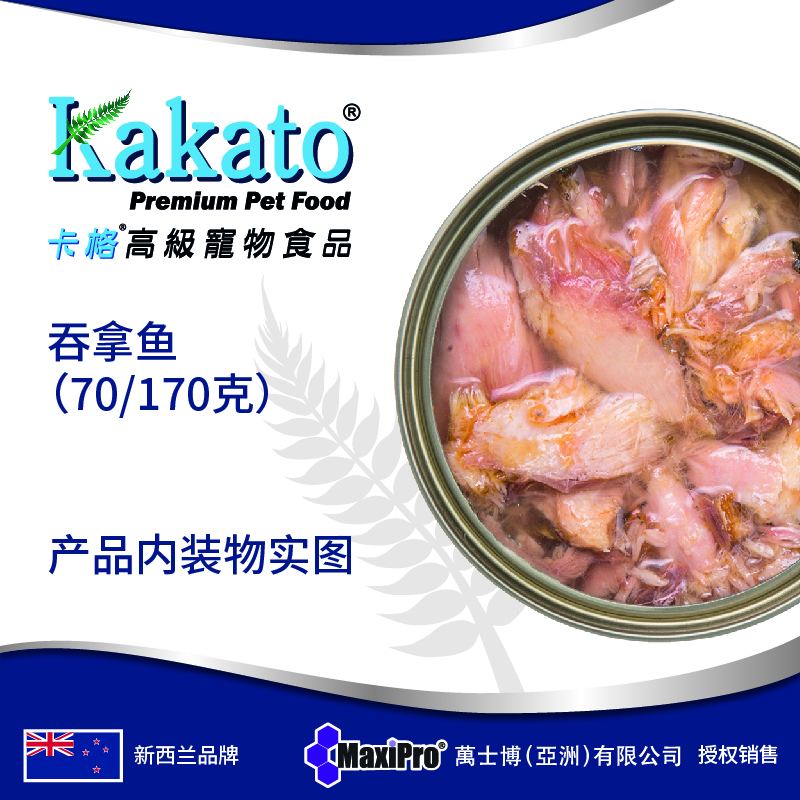 Kakato®
Premium Pet Food
卡格®高級寵物食品
吞拿鱼
（70/170克）
产品内装物实图
新西兰品牌
MaxiPro® 萬士博(亞洲)有限公司 授权销售